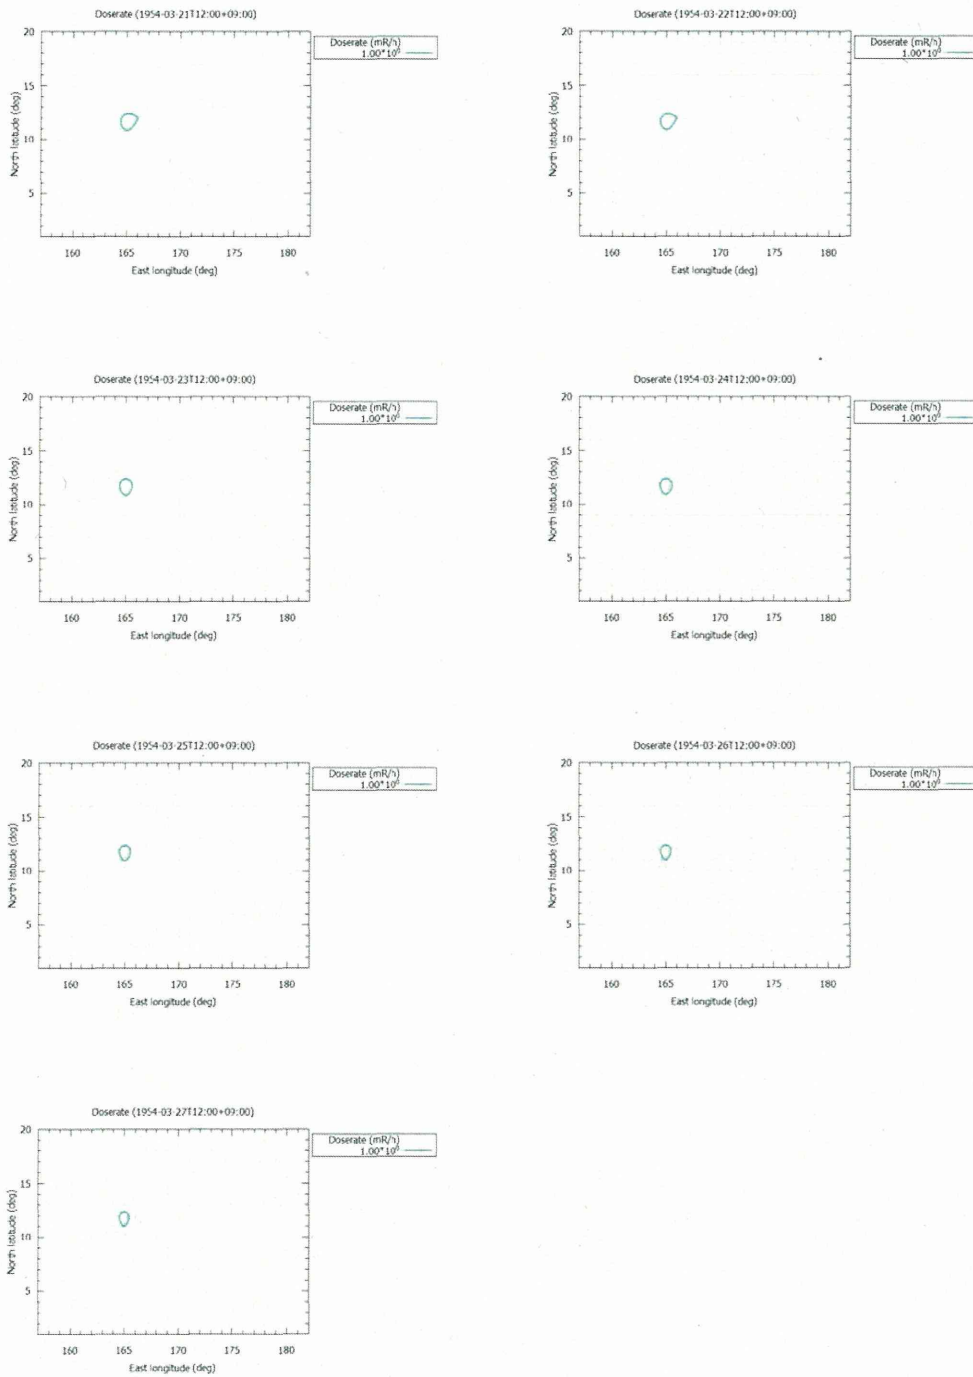 Doserate (1954-03-21T12:00+09:00)
Doserate (mR/h)
1.00*10⁰
20
15
10
5
North latitude (deg)
160 165 170 175 180
East longitude (deg)
Doserate (1954-03-22T12:00+09:00)
Doserate (mR/h)
1.00*10⁰
20
15
10
5
North latitude (deg)
160 165 170 175 180
East longitude (deg)
Doserate (1954-03-23T12:00+09:00)
Doserate (mR/h)
1.00*10⁰
20
15
10
5
North latitude (deg)
160 165 170 175 180
East longitude (deg)
Doserate (1954-03-24T12:00+09:00)
Doserate (mR/h)
1.00*10⁰
20
15
10
5
North latitude (deg)
160 165 170 175 180
East longitude (deg)
Doserate (1954-03-25T12:00+09:00)
Doserate (mR/h)
1.00*10⁰
20
15
10
5
North latitude (deg)
160 165 170 175 180
East longitude (deg)
Doserate (1954-03-26T12:00+09:00)
Doserate (mR/h)
1.00*10⁰
20
15
10
5
North latitude (deg)
160 165 170 175 180
East longitude (deg)
Doserate (1954-03-27T12:00+09:00)
Doserate (mR/h)
1.00*10⁰
20
15
10
5
North latitude (deg)
160 165 170 175 180
East longitude (deg)